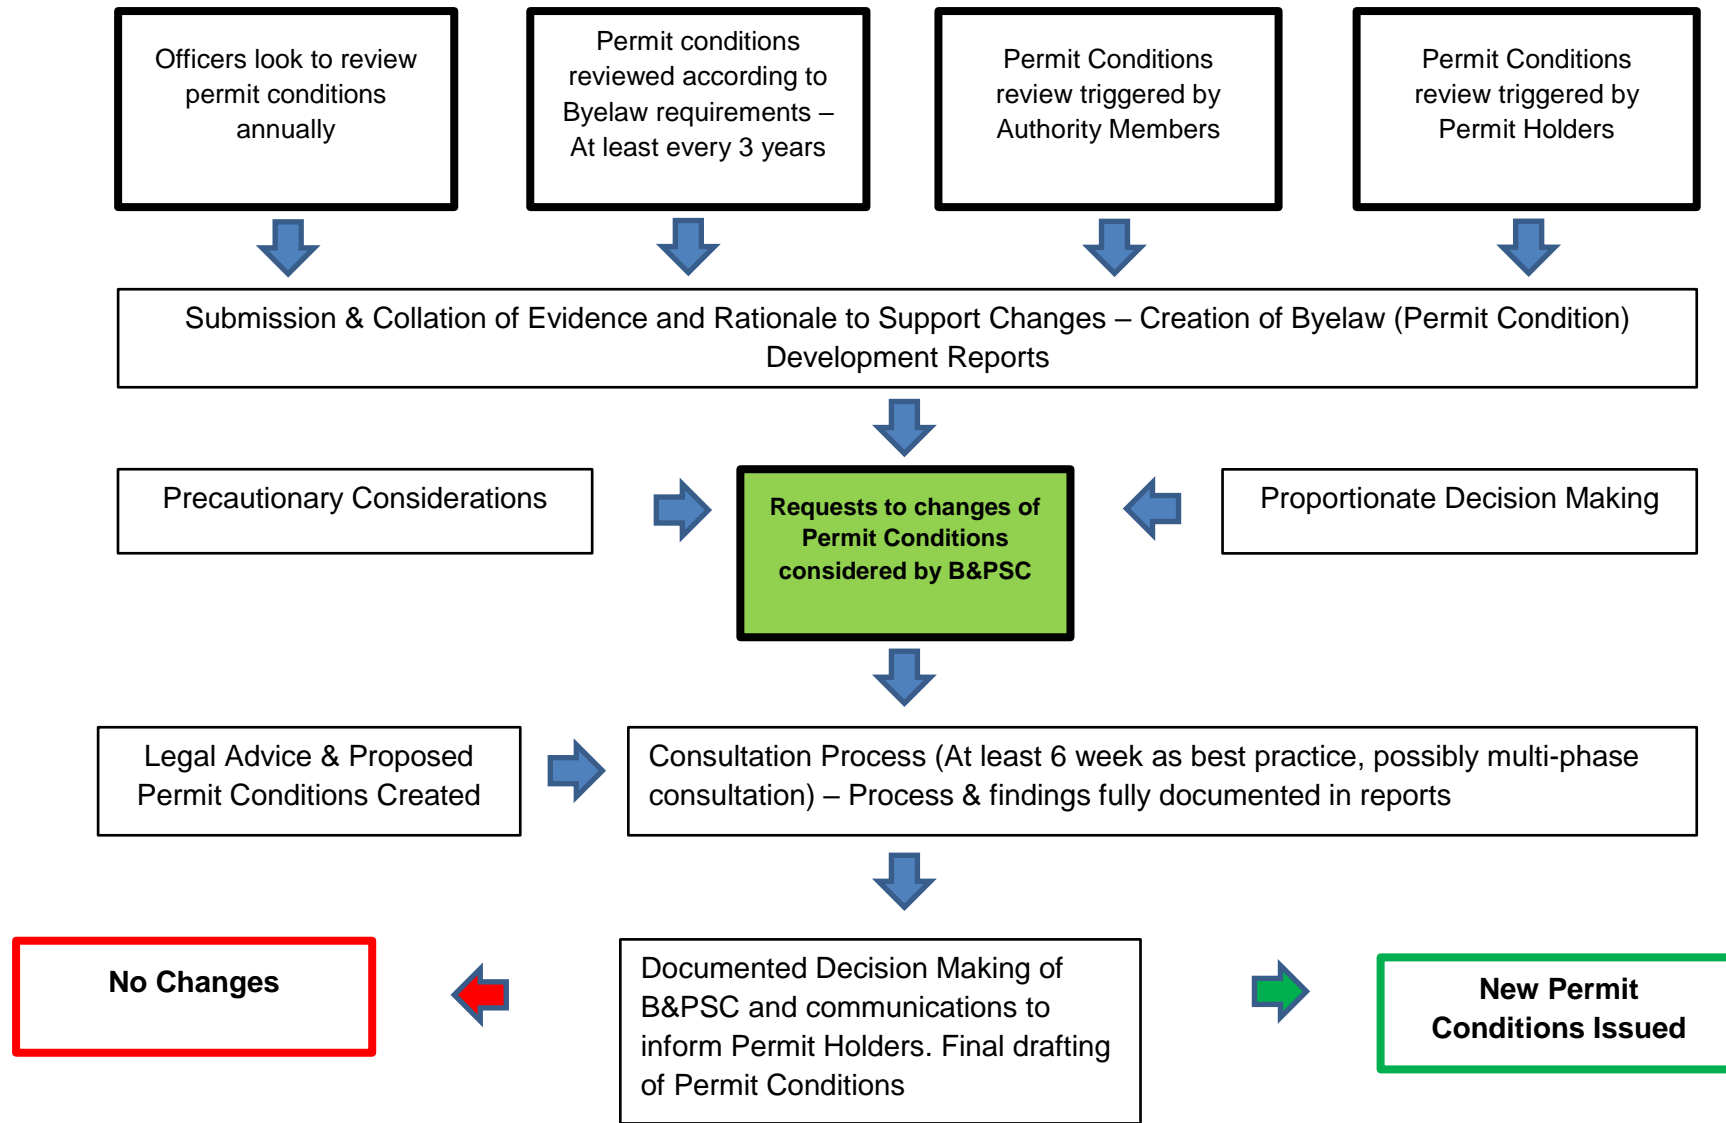 Officers look to review
permit conditions
annually
Permit conditions
reviewed according to
Byelaw requirements –
At least every 3 years
Permit Conditions
review triggered by
Authority Members
Permit Conditions
review triggered by
Permit Holders
Submission & Collation of Evidence and Rationale to Support Changes – Creation of Byelaw (Permit Condition)
Development Reports
Precautionary Considerations
Requests to changes of
Permit Conditions
considered by B&PSC
Proportionate Decision Making
Legal Advice & Proposed
Permit Conditions Created
Consultation Process (At least 6 week as best practice, possibly multi-phase
consultation) – Process & findings fully documented in reports
No Changes
Documented Decision Making of
B&PSC and communications to
inform Permit Holders. Final drafting
of Permit Conditions
New Permit
Conditions Issued